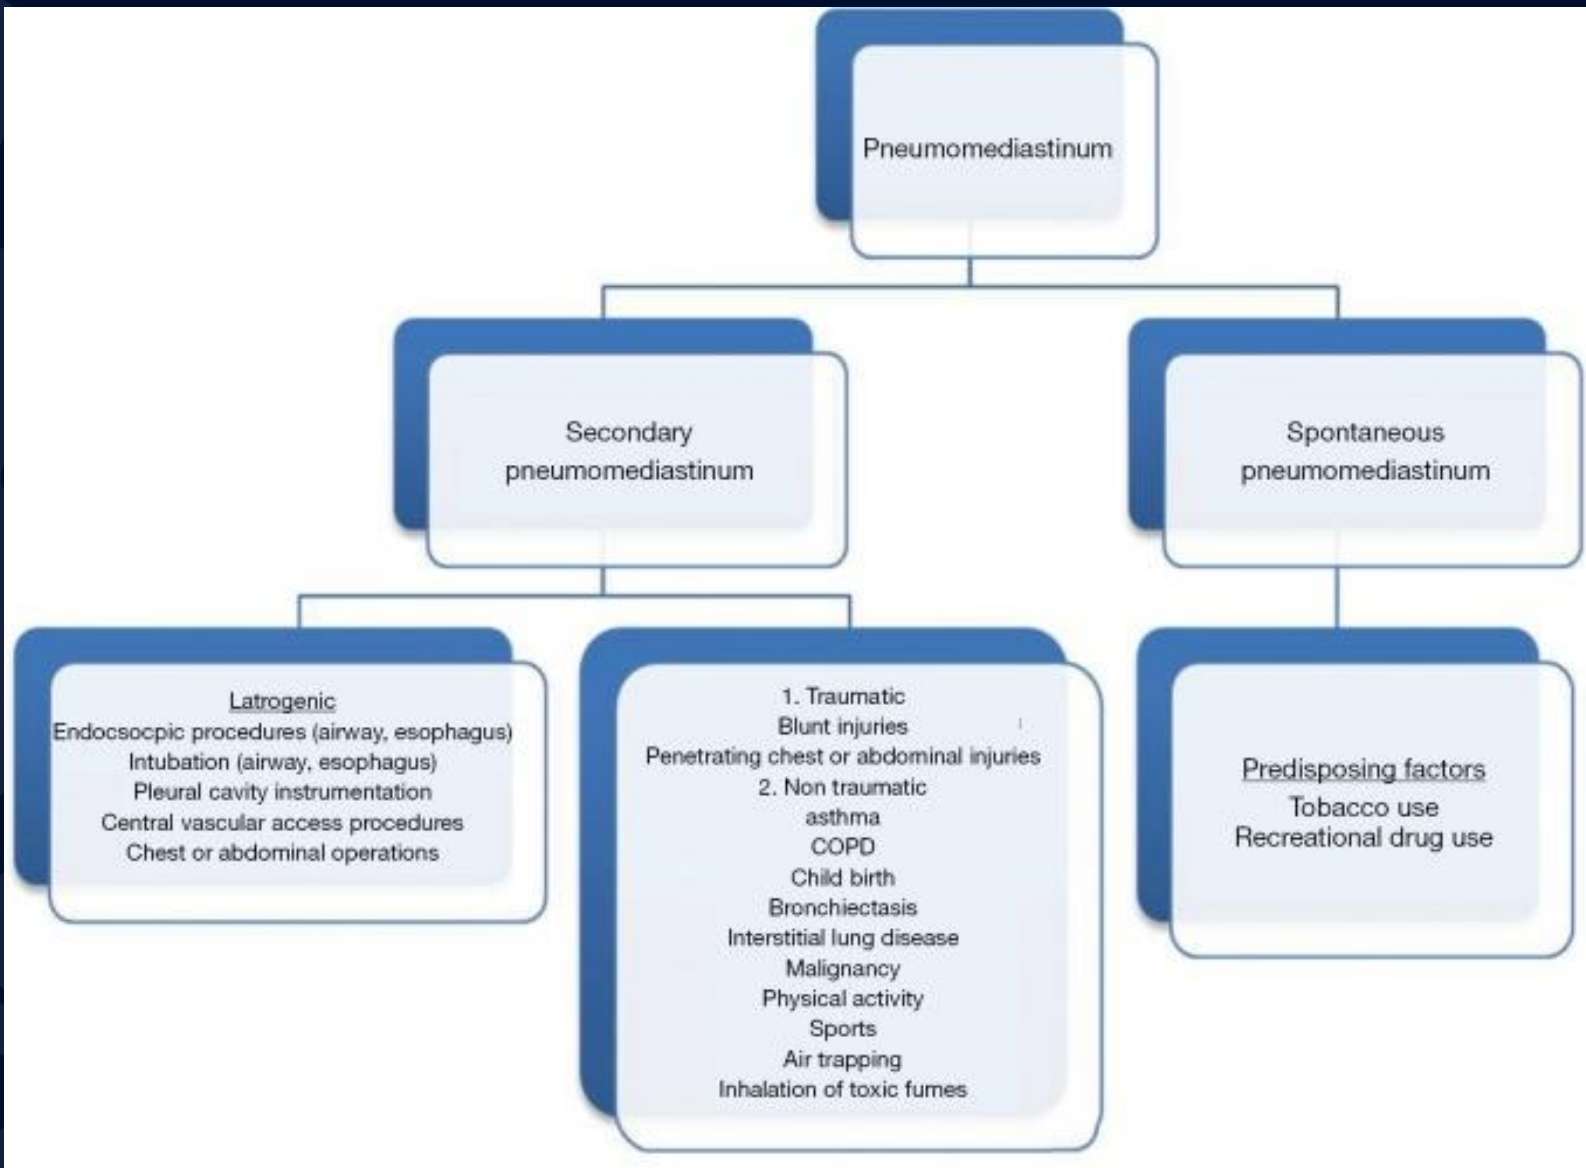 Pneumomediastinum
Secondary
pneumomediastinum
Spontaneous
pneumomediastinum
Latrogenic
Endocsocpic procedures (airway, esophagus)
Intubation (airway, esophagus)
Pleural cavity instrumentation
Central vascular access procedures
Chest or abdominal operations
1. Traumatic
Blunt injuries
Penetrating chest or abdominal injuries
2. Non traumatic
asthma
COPD
Child birth
Bronchiectasis
Interstitial lung disease
Malignancy
Physical activity
Sports
Air trapping
Inhalation of toxic fumes
Predisposing factors
Tobacco use
Recreational drug use